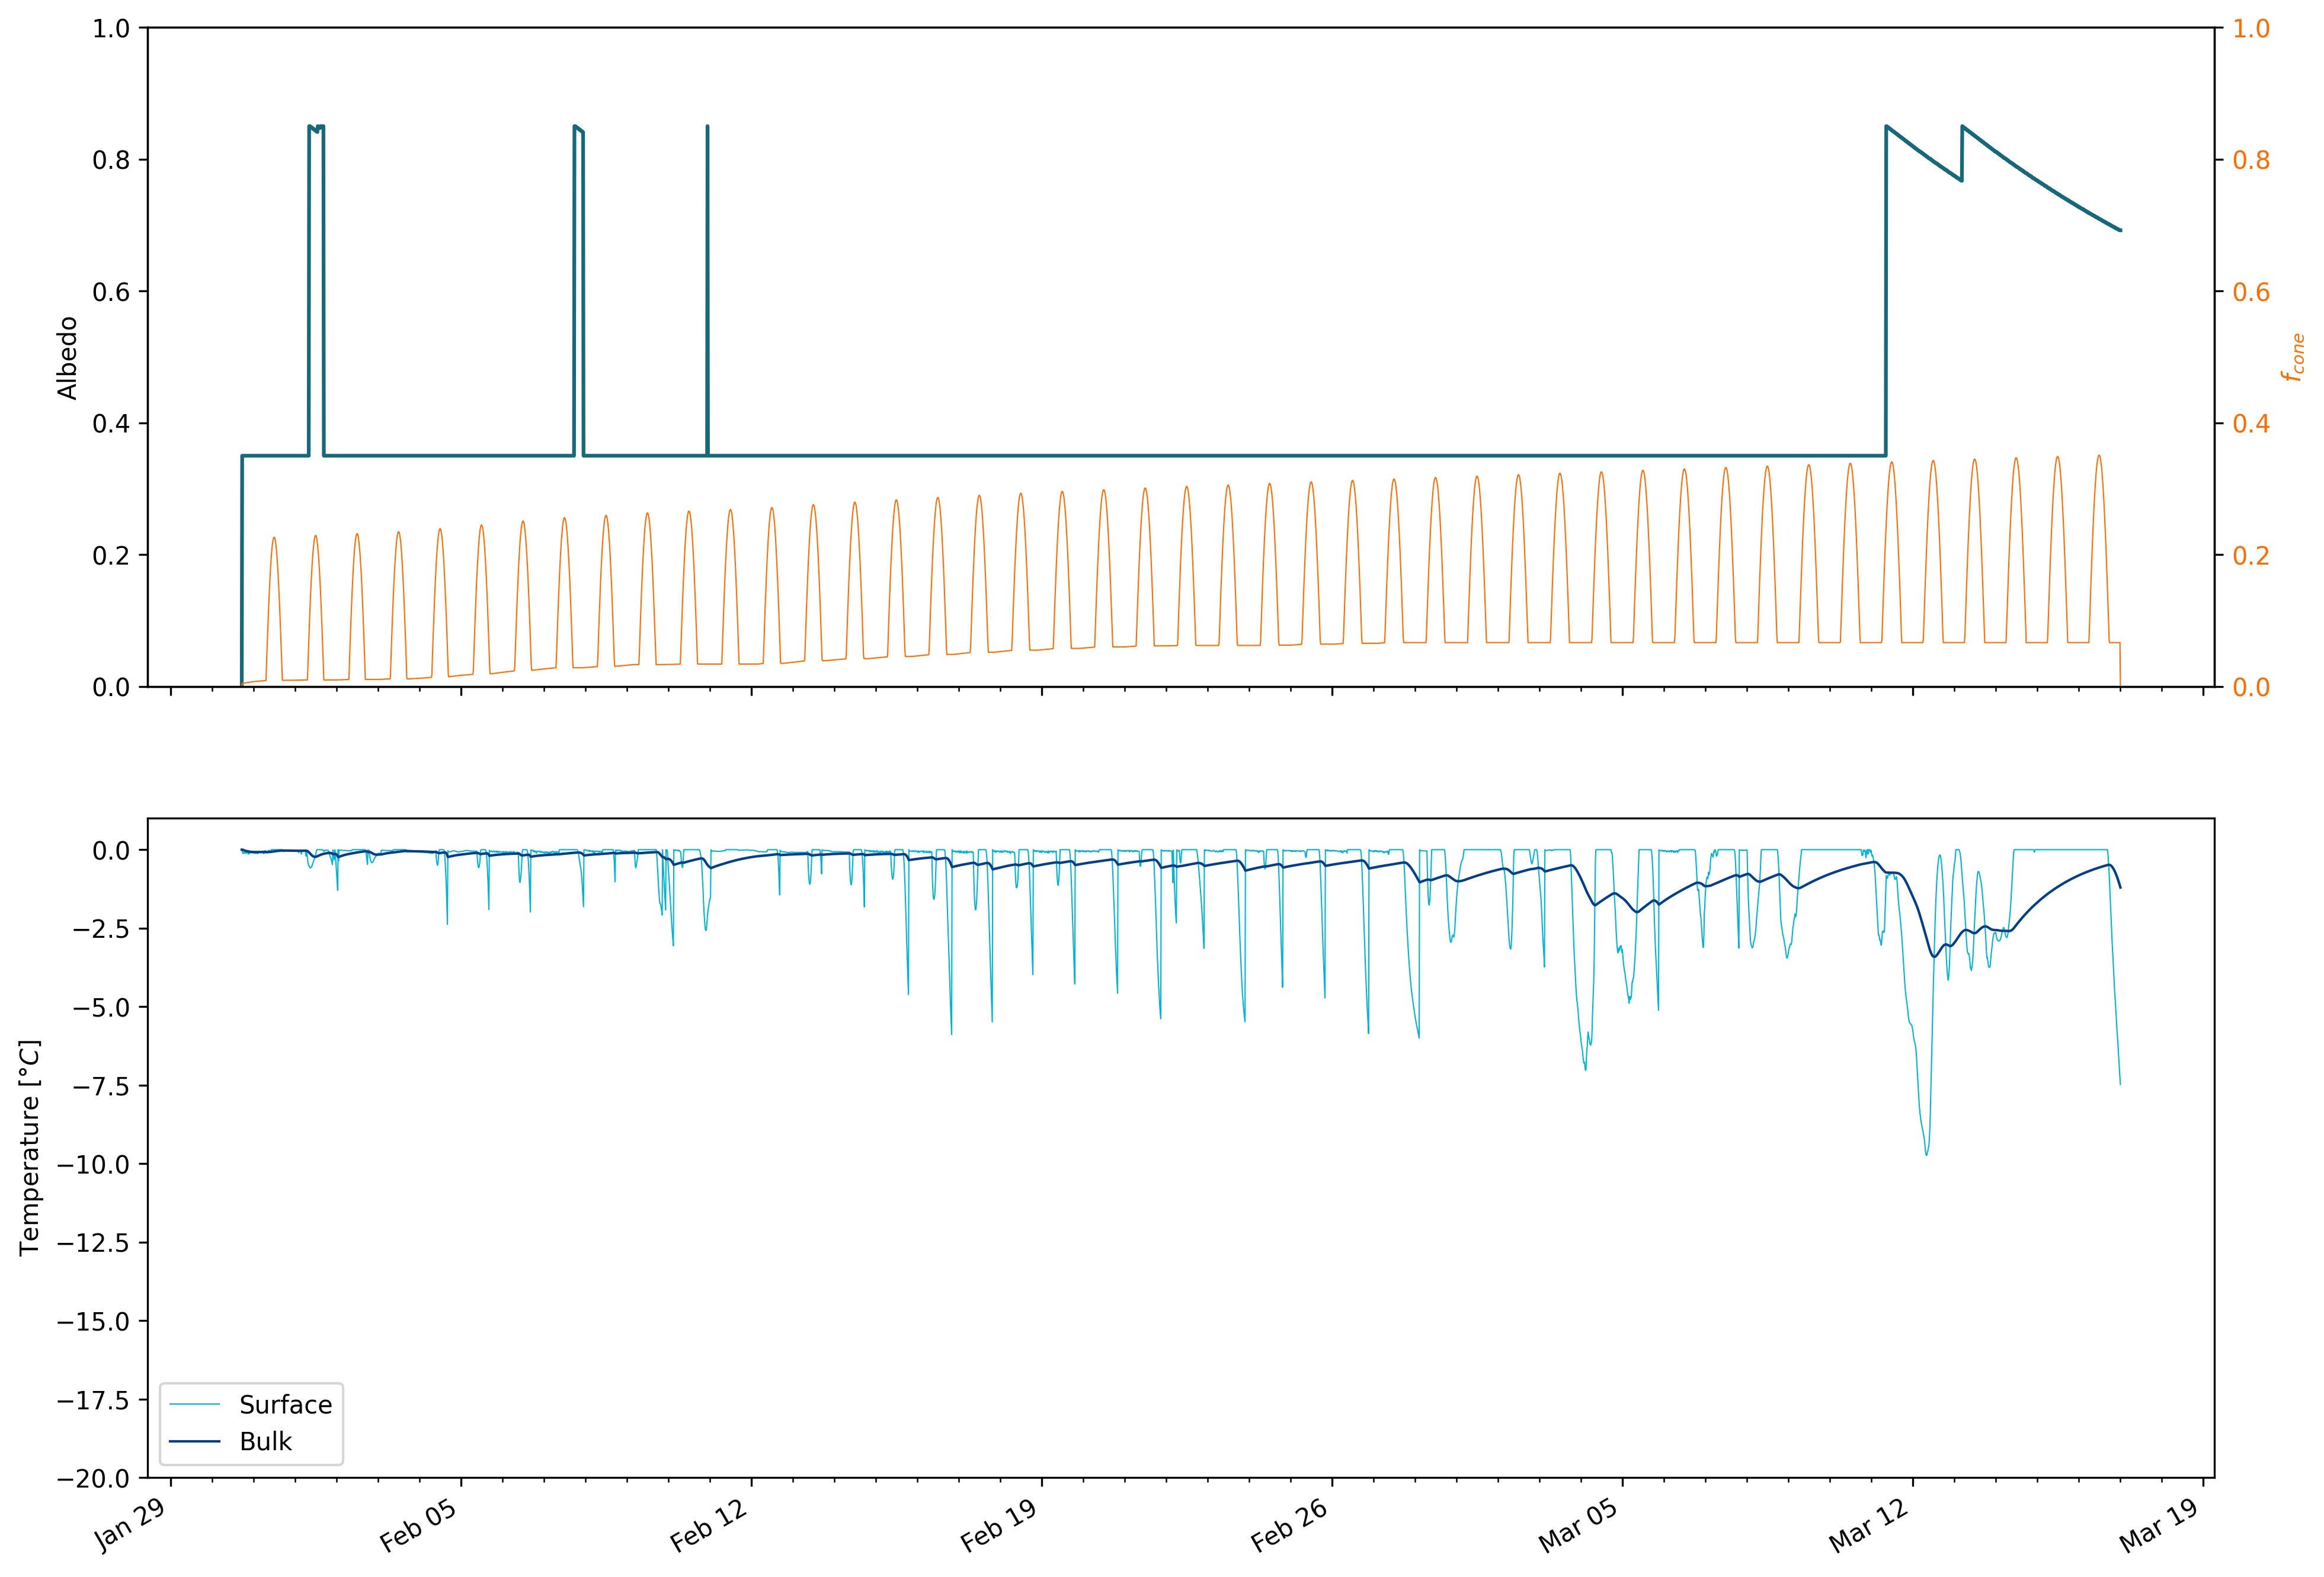 1.0
0.8
0.6
0.4
0.2
0.0
Albedo
1.0
0.8
0.6
0.4
0.2
0.0
f_cone
0.0
−2.5
−5.0
−7.5
−10.0
−12.5
−15.0
−17.5
−20.0
Temperature [°C]
Surface
Bulk
Jan 29
Feb 05
Feb 12
Feb 19
Feb 26
Mar 05
Mar 12
Mar 19